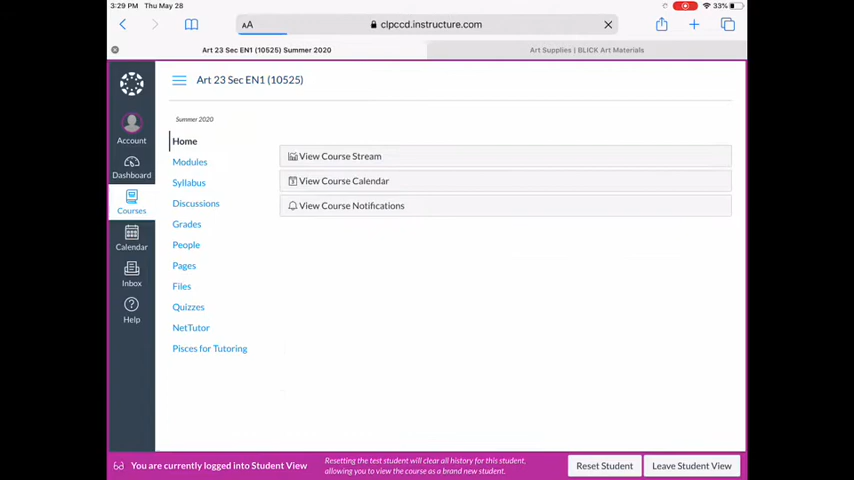 3:29 PM Thu May 28
33%
AA
clpccd.instructure.com
Art 23 Sec EN1 (10525) Summer 2020
Art Supplies | BLICK Art Materials
Art 23 Sec EN1 (10525)
Summer 2020
Account
Dashboard
Courses
Calendar
Inbox
Help
Home
Modules
Syllabus
Discussions
Grades
People
Pages
Files
Quizzes
NetTutor
Pisces for Tutoring
View Course Stream
View Course Calendar
View Course Notifications
You are currently logged into Student View
Resetting the test student will clear all history for this student,
allowing you to view the course as a brand new student.
Reset Student
Leave Student View